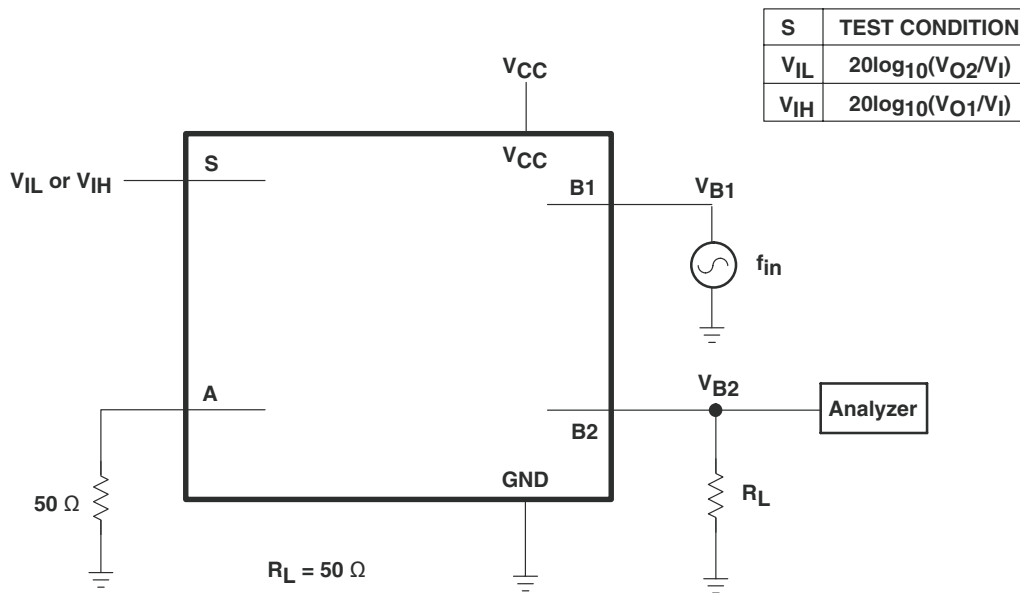 S TEST CONDITION
VIL 20log10(VO2/VI)
VIH 20log10(VO1/VI)
VCC
VCC
S
VIL or VIH
B1
VB1
fin
A
VB2
B2
Analyzer
GND
50 Ω
RL
RL = 50 Ω